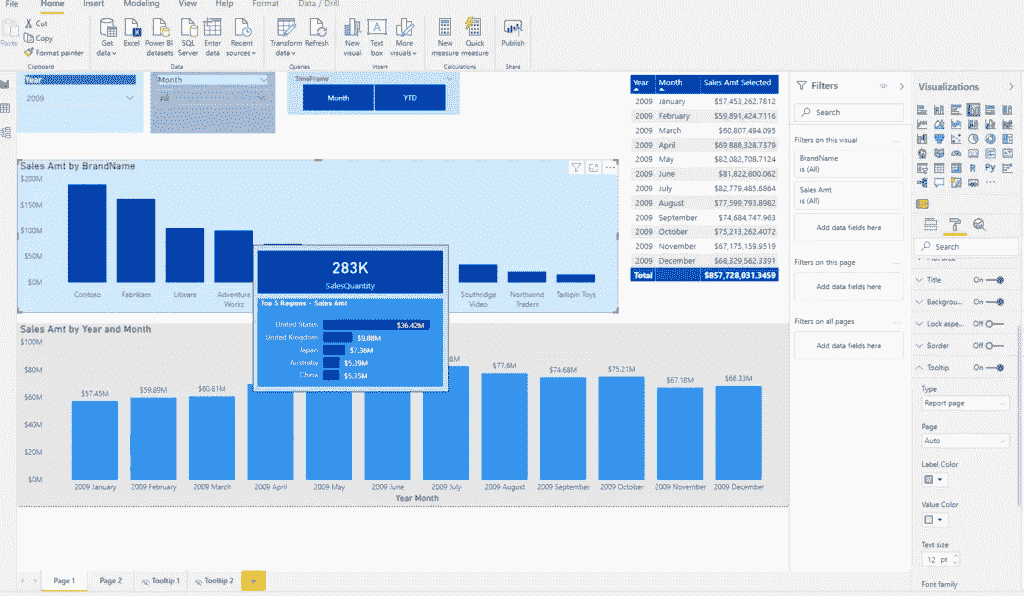 File Home Insert Modeling View Help Format Data / Drill
Paste
Cut
Copy
Format painter
Clipboard
Get data
Excel
Power BI datasets
SQL Server
Enter data
Recent sources
Data
Transform data
Refresh
Queries
New visual
Text box
More visuals
Insert
New measure
Quick measure
Calculations
Publish
Share
Year
2009
Month
All
TimeFrame
Month YTD
Year Month Sales Amt Selected
2009 January $57,453,262.7812
2009 February $59,891,424.7116
2009 March $60,807,494.095
2009 April $69,888,328.7379
2009 May $82,082,708.7124
2009 June $81,822,800.062
2009 July $82,779,485.6864
2009 August $77,599,793.8982
2009 September $74,684,747.963
2009 October $75,213,262.4072
2009 November $67,175,159.9519
2009 December $68,329,562.3391
Total $857,728,031.3459
Sales Amt by BrandName
$200M
$150M
$100M
$50M
$0M
Contoso
Fabrikam
Litware
Adventure Works
Southridge Video
Northwind Traders
Tailspin Toys
283K
SalesQuantity
Top 5 Regions - Sales Amt
United States $36.42M
United Kingdom $9.88M
Japan $7.36M
Australia $5.39M
China $5.35M
Sales Amt by Year and Month
$100M
$80M
$60M
$40M
$20M
$0M
$57.45M
$59.89M
$60.81M
$77.6M
$74.68M
$75.21M
$67.18M
$68.33M
2009 January 2009 February 2009 March 2009 April 2009 May 2009 June 2009 July 2009 August 2009 September 2009 October 2009 November 2009 December
Year Month
Page 1 Page 2 Tooltip 1 Tooltip 2 +
Filters
Search
Filters on this visual
BrandName
is (All)
Sales Amt
is (All)
Add data fields here
Filters on this page
Add data fields here
Filters on all pages
Add data fields here
Visualizations
R Py
Search
Title On
Backgrou... On
Lock aspe... Off
Border Off
Tooltip On
Type
Report page
Page
Auto
Label Color
Value Color
Text size
12 pt
Font family